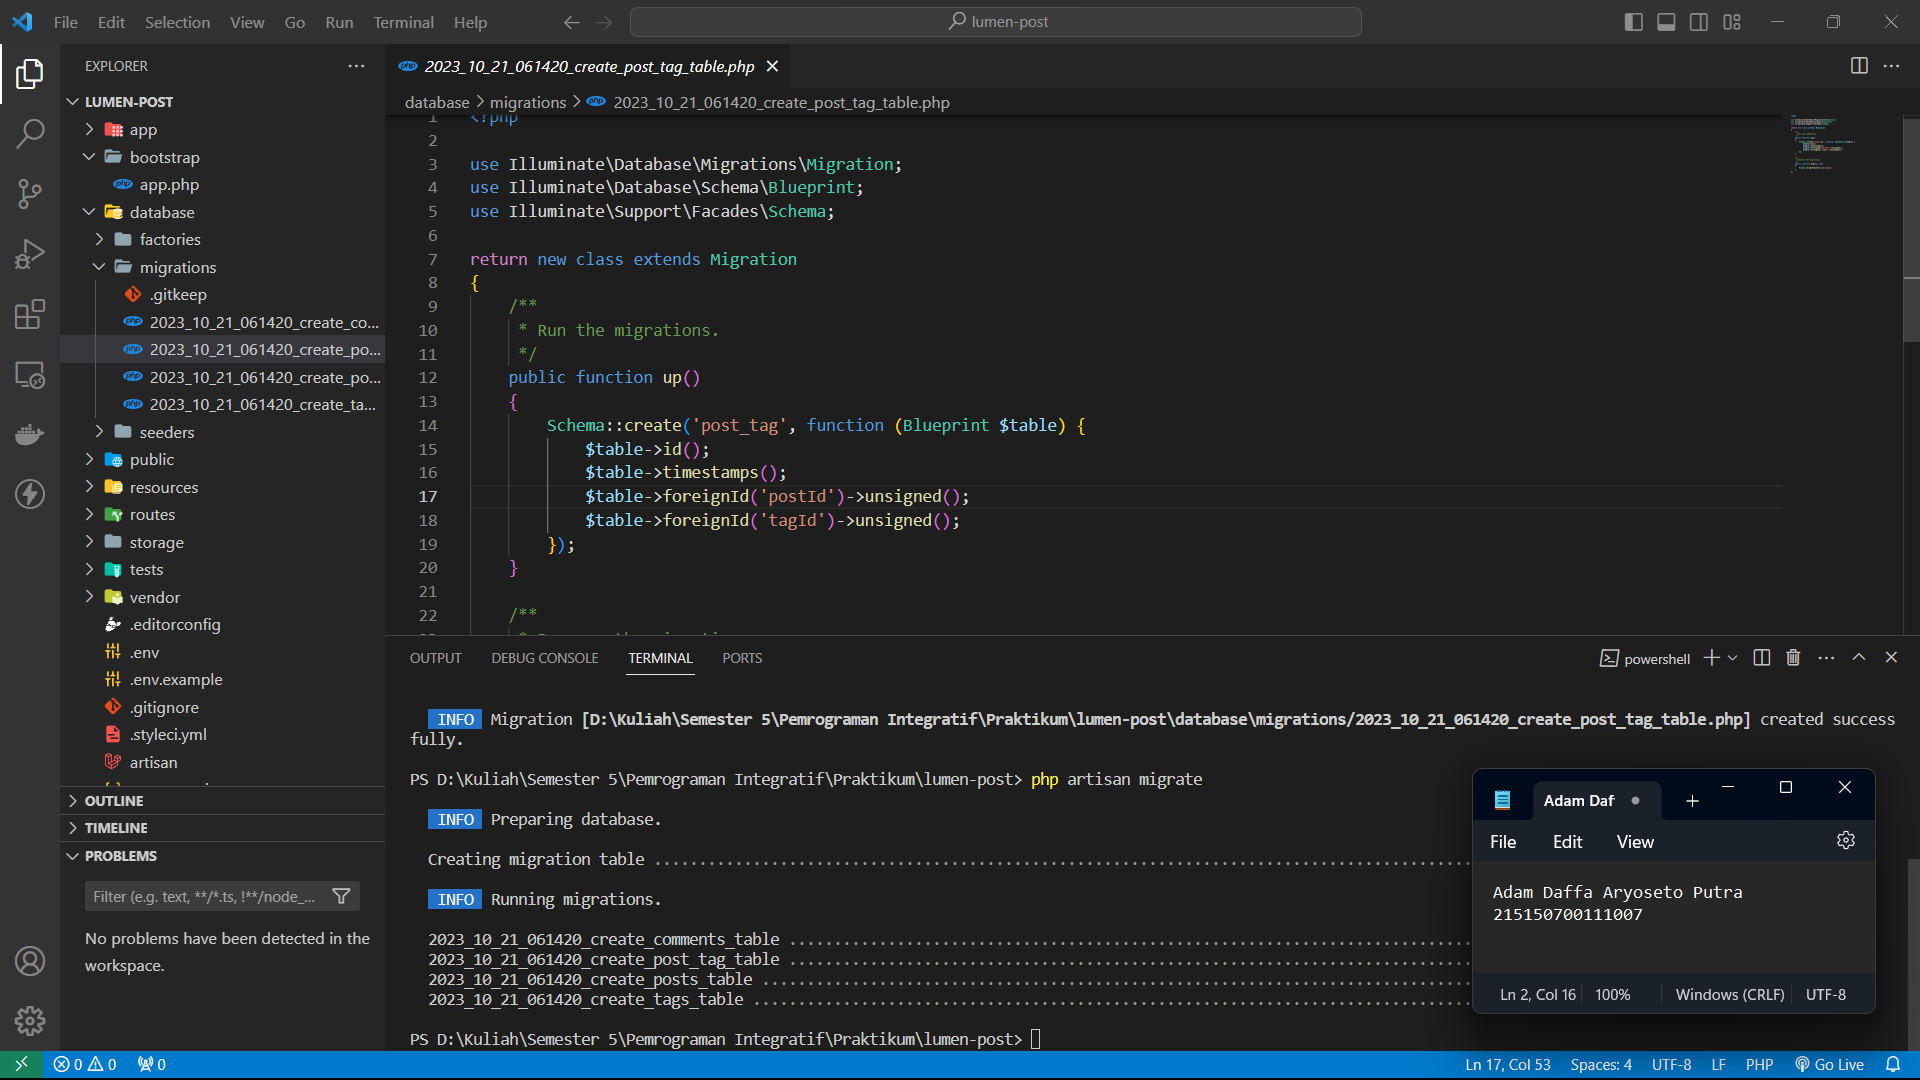 File Edit Selection View Go Run Terminal Help
lumen-post
EXPLORER
LUMEN-POST
app
bootstrap
php app.php
database
factories
migrations
.gitkeep
php 2023_10_21_061420_create_co...
php 2023_10_21_061420_create_po...
php 2023_10_21_061420_create_po...
php 2023_10_21_061420_create_ta...
seeders
public
resources
routes
storage
tests
vendor
.editorconfig
.env
.env.example
.gitignore
.styleci.yml
artisan
OUTLINE
TIMELINE
PROBLEMS
Filter (e.g. text, **/*.ts, !**/node_...
No problems have been detected in the
workspace.
php 2023_10_21_061420_create_post_tag_table.php
database > migrations > php 2023_10_21_061420_create_post_tag_table.php
1 <?php
2
3 use Illuminate\Database\Migrations\Migration;
4 use Illuminate\Database\Schema\Blueprint;
5 use Illuminate\Support\Facades\Schema;
6
7 return new class extends Migration
8 {
9 /**
10 * Run the migrations.
11 */
12 public function up()
13 {
14 Schema::create('post_tag', function (Blueprint $table) {
15 $table->id();
16 $table->timestamps();
17 $table->foreignId('postId')->unsigned();
18 $table->foreignId('tagId')->unsigned();
19 });
20 }
21
22 /**
OUTPUT DEBUG CONSOLE TERMINAL PORTS
powershell
INFO Migration [D:\Kuliah\Semester 5\Pemrograman Integratif\Praktikum\lumen-post\database\migrations/2023_10_21_061420_create_post_tag_table.php] created success
fully.
PS D:\Kuliah\Semester 5\Pemrograman Integratif\Praktikum\lumen-post> php artisan migrate
INFO Preparing database.
Creating migration table ..........................................................................................
INFO Running migrations.
2023_10_21_061420_create_comments_table ...........................................................................
2023_10_21_061420_create_post_tag_table ...........................................................................
2023_10_21_061420_create_posts_table ..............................................................................
2023_10_21_061420_create_tags_table ...............................................................................
PS D:\Kuliah\Semester 5\Pemrograman Integratif\Praktikum\lumen-post>
Adam Daf
File Edit View
Adam Daffa Aryoseto Putra
215150700111007
Ln 2, Col 16 100% Windows (CRLF) UTF-8
0 0 0
Ln 17, Col 53 Spaces: 4 UTF-8 LF PHP Go Live